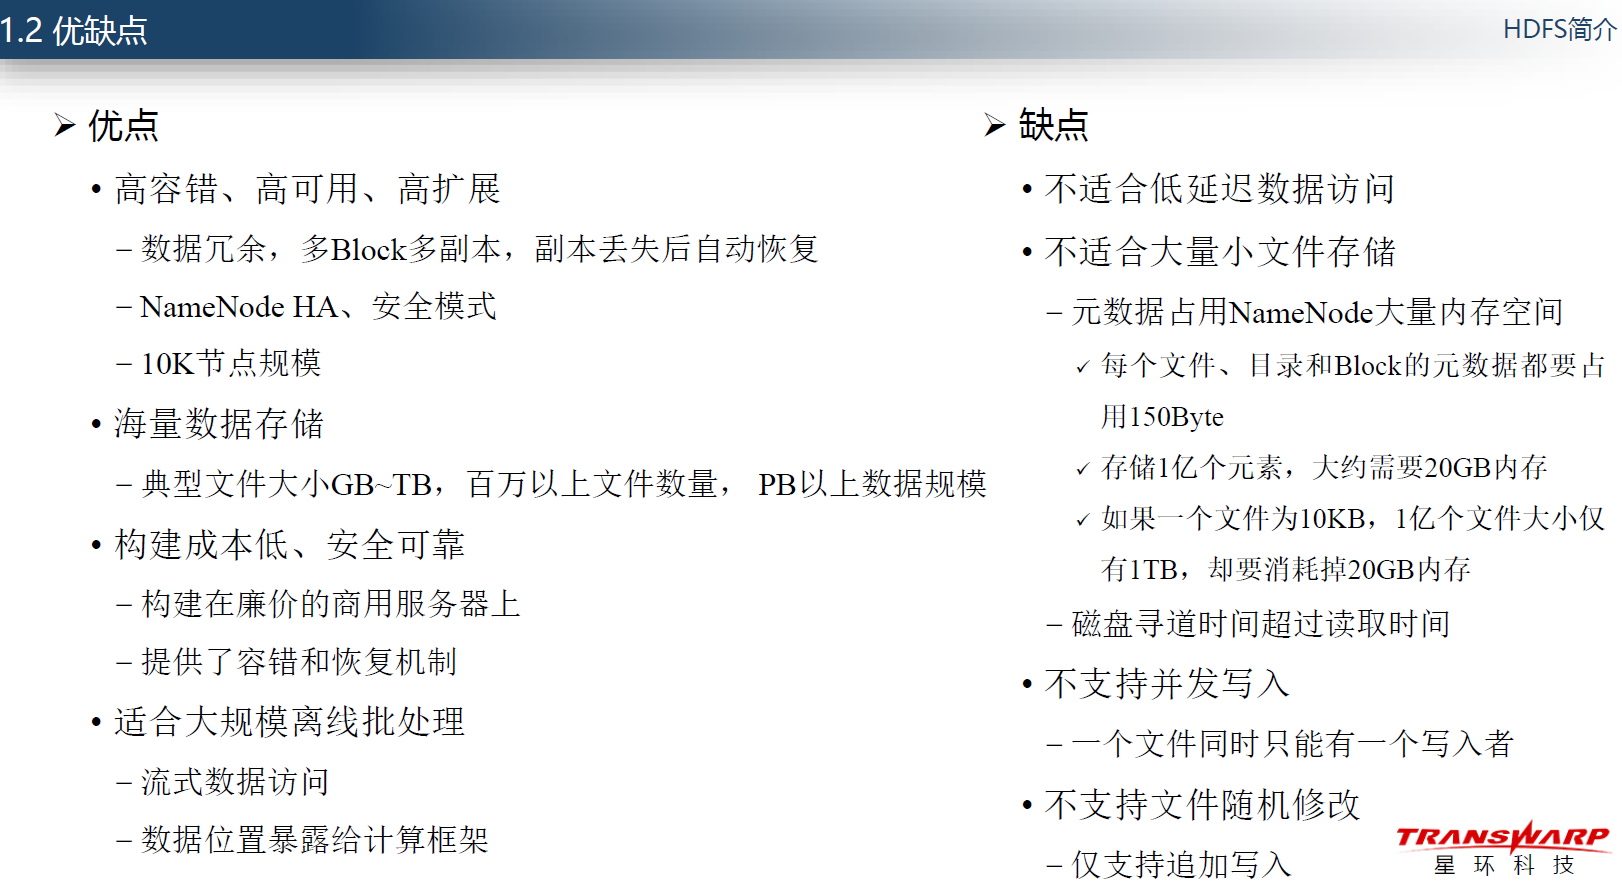 1.2 优缺点
HDFS简介
➢ 优点
• 高容错、高可用、高扩展
– 数据冗余，多Block多副本，副本丢失后自动恢复
– NameNode HA、安全模式
– 10K节点规模
• 海量数据存储
– 典型文件大小GB~TB，百万以上文件数量， PB以上数据规模
• 构建成本低、安全可靠
– 构建在廉价的商用服务器上
– 提供了容错和恢复机制
• 适合大规模离线批处理
– 流式数据访问
– 数据位置暴露给计算框架
➢ 缺点
• 不适合低延迟数据访问
• 不适合大量小文件存储
– 元数据占用NameNode大量内存空间
✓ 每个文件、目录和Block的元数据都要占
用150Byte
✓ 存储1亿个元素，大约需要20GB内存
✓ 如果一个文件为10KB，1亿个文件大小仅
有1TB，却要消耗掉20GB内存
– 磁盘寻道时间超过读取时间
• 不支持并发写入
– 一个文件同时只能有一个写入者
• 不支持文件随机修改
– 仅支持追加写入
TRANSWARP
星环科技